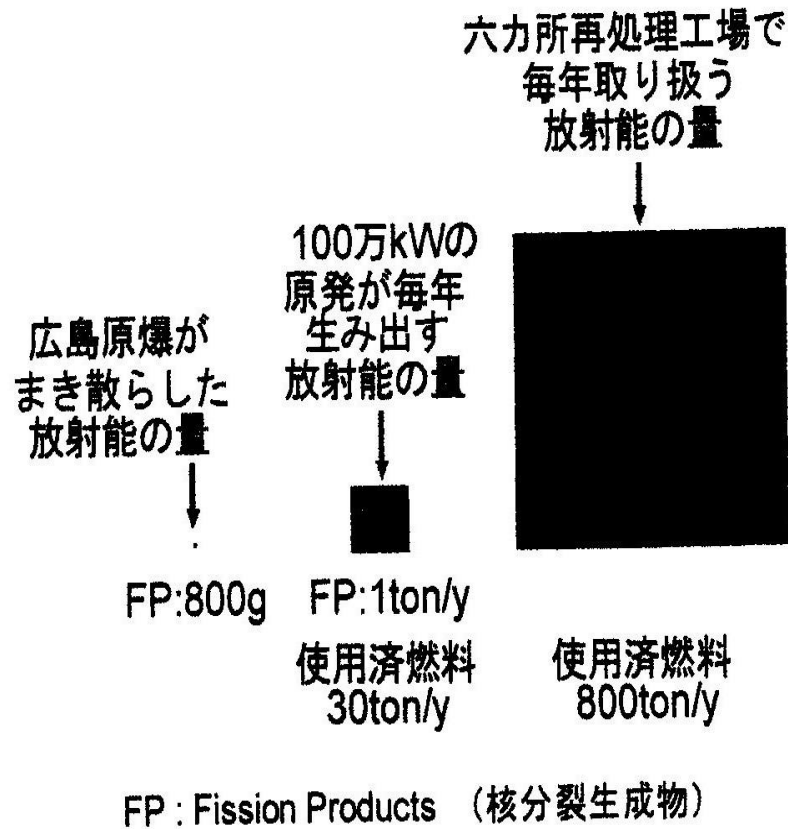 六カ所再処理工場で
毎年取り扱う
放射能の量
100万kWの
原発が毎年
生み出す
放射能の量
広島原爆が
まき散らした
放射能の量
FP:800g
FP:1ton/y
使用済燃料
30ton/y
使用済燃料
800ton/y
FP : Fission Products （核分裂生成物）